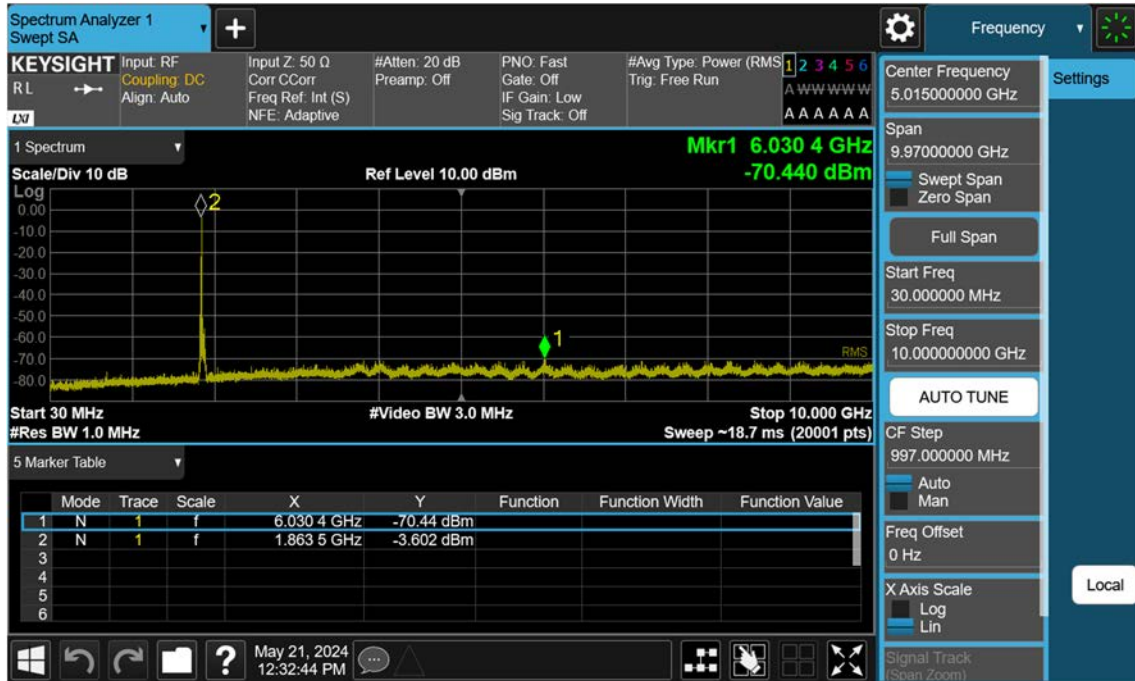 Spectrum Analyzer 1
Swept SA
+
Frequency
KEYSIGHT
RL
LXI
Input: RF
Coupling: DC
Align: Auto
Input Z: 50 Ω
Corr CCorr
Freq Ref: Int (S)
NFE: Adaptive
#Atten: 20 dB
Preamp: Off
PNO: Fast
Gate: Off
IF Gain: Low
Sig Track: Off
#Avg Type: Power (RMS
Trig: Free Run
1 2 3 4 5 6
A W W W W W
A A A A A A
1 Spectrum
Mkr1 6.030 4 GHz
Scale/Div 10 dB
Ref Level 10.00 dBm
-70.440 dBm
Log
0.00
-10.0
-20.0
-30.0
-40.0
-50.0
-60.0
-70.0
-80.0
2
1
RMS
Start 30 MHz
#Video BW 3.0 MHz
Stop 10.000 GHz
#Res BW 1.0 MHz
Sweep ~18.7 ms (20001 pts)
5 Marker Table
Mode Trace Scale X Y Function Function Width Function Value
1 N 1 f 6.030 4 GHz -70.44 dBm
2 N 1 f 1.863 5 GHz -3.602 dBm
3
4
5
6
?
May 21, 2024
12:32:44 PM
Center Frequency
5.015000000 GHz
Settings
Span
9.97000000 GHz
Swept Span
Zero Span
Full Span
Start Freq
30.000000 MHz
Stop Freq
10.000000000 GHz
AUTO TUNE
CF Step
997.000000 MHz
Auto
Man
Freq Offset
0 Hz
X Axis Scale
Log
Lin
Local
Signal Track
(Span Zoom)